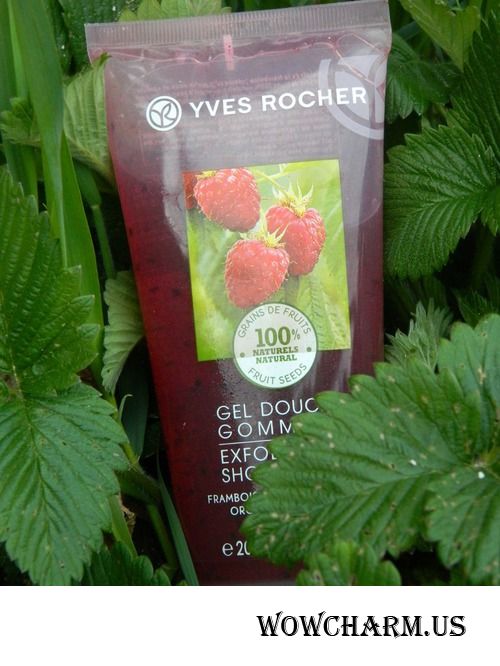 YVES ROCHER
GRAINS DE FRUITS
100%
NATURELS
NATURAL
FRUIT SEEDS
GEL DOUC
GOMM
EXFO
SHO
FRAMBOI
OR
e 20
WOWCHARM.US